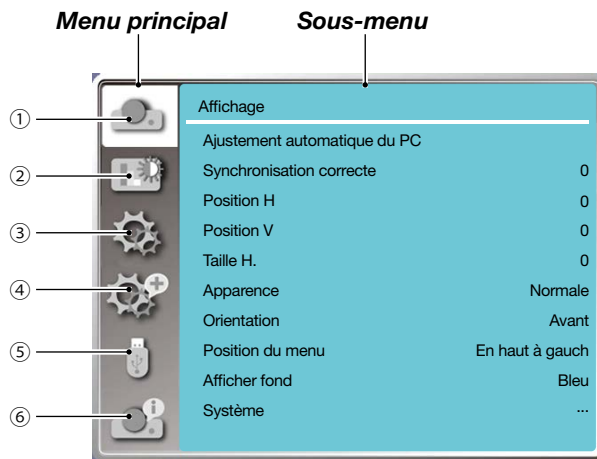 Menu principal Sous-menu
① Affichage
Ajustement automatique du PC
② Synchronisation correcte 0
Position H 0
③ Position V 0
Taille H. 0
④ Apparence Normale
Orientation Avant
⑤ Position du menu En haut à gauch
Afficher fond Bleu
⑥ Système ...